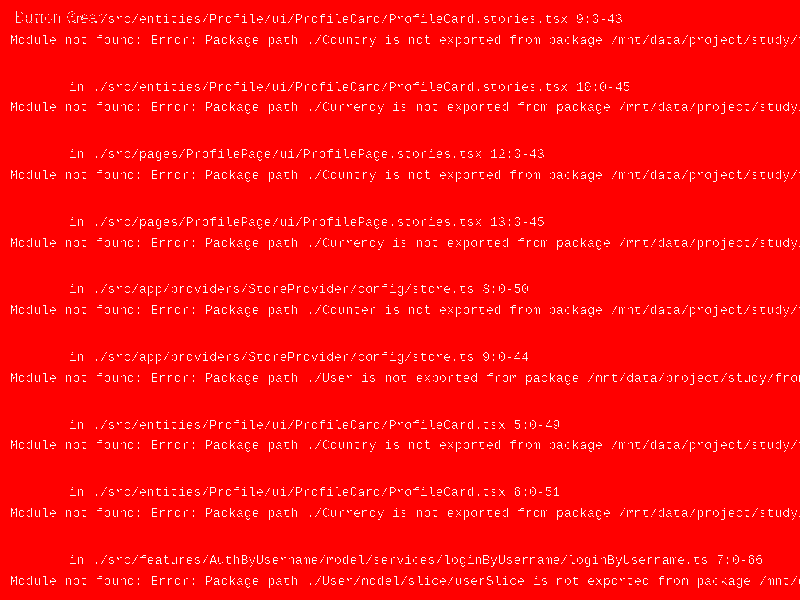 ./src/entities/Profile/ui/ProfileCard/ProfileCard.stories.tsx 9:0-43
Module not found: Error: Package path ./Country is not exported from package /mnt/data/project/study/
in ./src/entities/Profile/ui/ProfileCard/ProfileCard.stories.tsx 10:0-45
Module not found: Error: Package path ./Currency is not exported from package /mnt/data/project/study
in ./src/pages/ProfilePage/ui/ProfilePage.stories.tsx 12:0-43
Module not found: Error: Package path ./Country is not exported from package /mnt/data/project/study/
in ./src/pages/ProfilePage/ui/ProfilePage.stories.tsx 13:0-45
Module not found: Error: Package path ./Currency is not exported from package /mnt/data/project/study
in ./src/app/providers/StoreProvider/config/store.ts 8:0-50
Module not found: Error: Package path ./Counter is not exported from package /mnt/data/project/study/
in ./src/app/providers/StoreProvider/config/store.ts 9:0-44
Module not found: Error: Package path ./User is not exported from package /mnt/data/project/study/fron
in ./src/entities/Profile/ui/ProfileCard/ProfileCard.tsx 5:0-49
Module not found: Error: Package path ./Country is not exported from package /mnt/data/project/study/
in ./src/entities/Profile/ui/ProfileCard/ProfileCard.tsx 6:0-51
Module not found: Error: Package path ./Currency is not exported from package /mnt/data/project/study
in ./src/features/AuthByUsername/model/services/loginByUsername/loginByUsername.ts 7:0-66
Module not found: Error: Package path ./User/model/slice/userSlice is not exported from package /mnt/